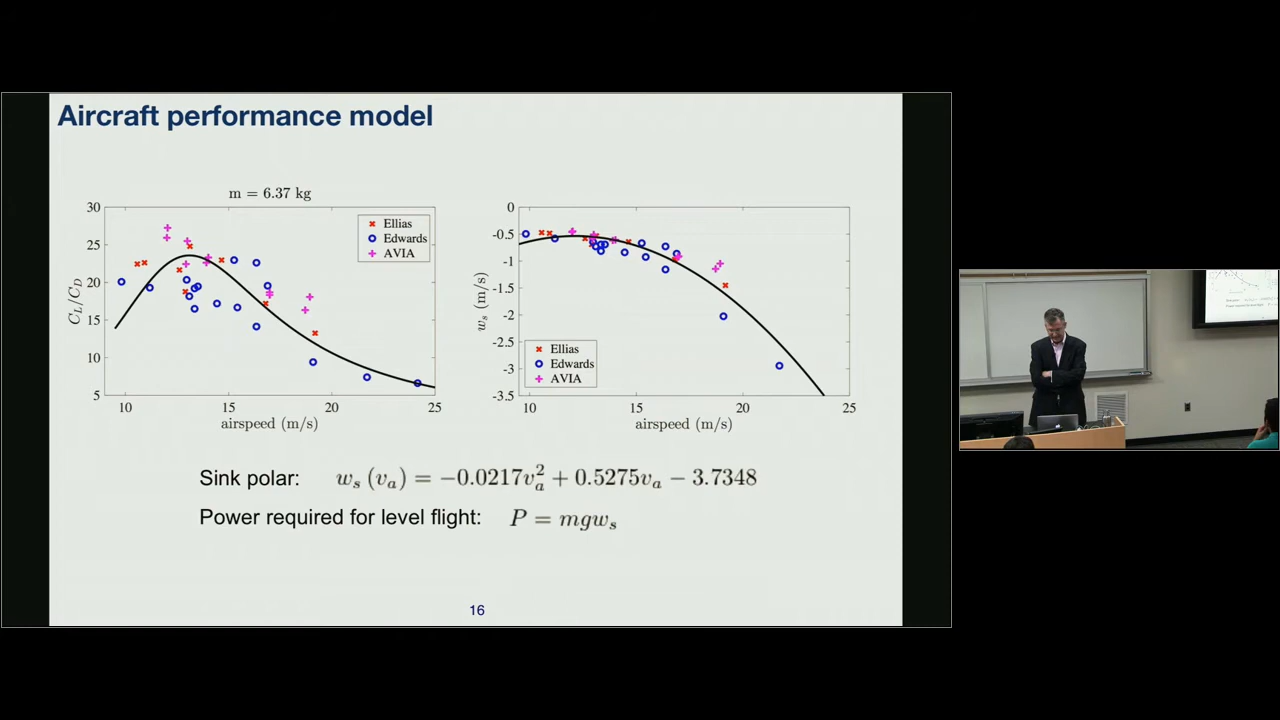 Aircraft performance model
m = 6.37 kg
30
25
20
15
10
5
C_L/C_D
Ellias
Edwards
AVIA
10 15 20 25
airspeed (m/s)
0
-0.5
-1
-1.5
-2
-2.5
-3
-3.5
w_s (m/s)
Ellias
Edwards
AVIA
10 15 20 25
airspeed (m/s)
Sink polar: w_s (v_a) = −0.0217v_a^2 + 0.5275v_a − 3.7348
Power required for level flight: P = mgw_s
16